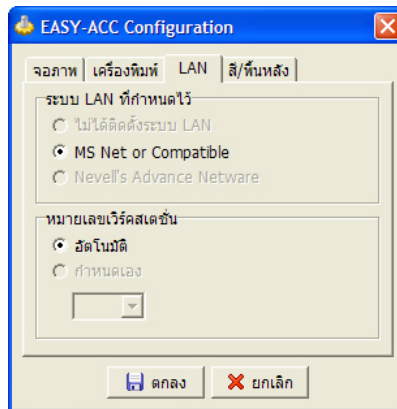 EASY-ACC Configuration
จอภาพ เครื่องพิมพ์ LAN สี/พื้นหลัง
ระบบ LAN ที่กำหนดไว้
ไม่ได้ติดตั้งระบบ LAN
MS Net or Compatible
Nevell's Advance Netware
หมายเลขเวิร์คสเตชั่น
อัตโนมัติ
กำหนดเอง
ตกลง ยกเลิก